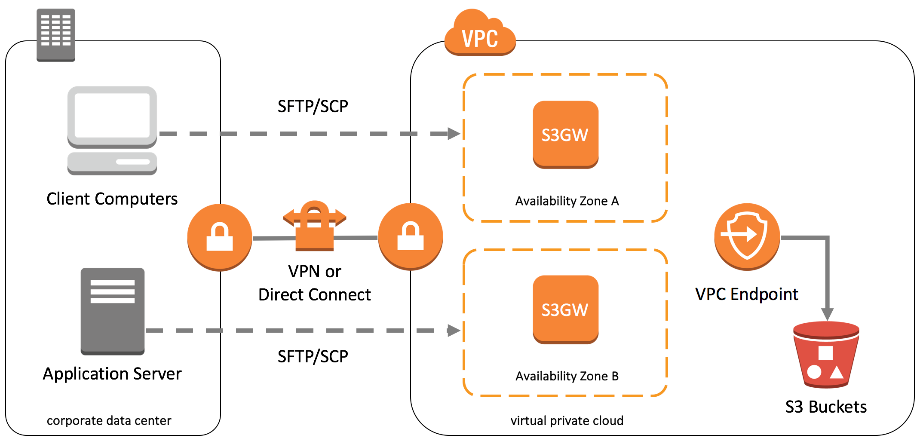 VPC
SFTP/SCP
S3GW
Client Computers
Availability Zone A
VPN or
Direct Connect
VPC Endpoint
S3GW
SFTP/SCP
Application Server
Availability Zone B
S3 Buckets
corporate data center
virtual private cloud